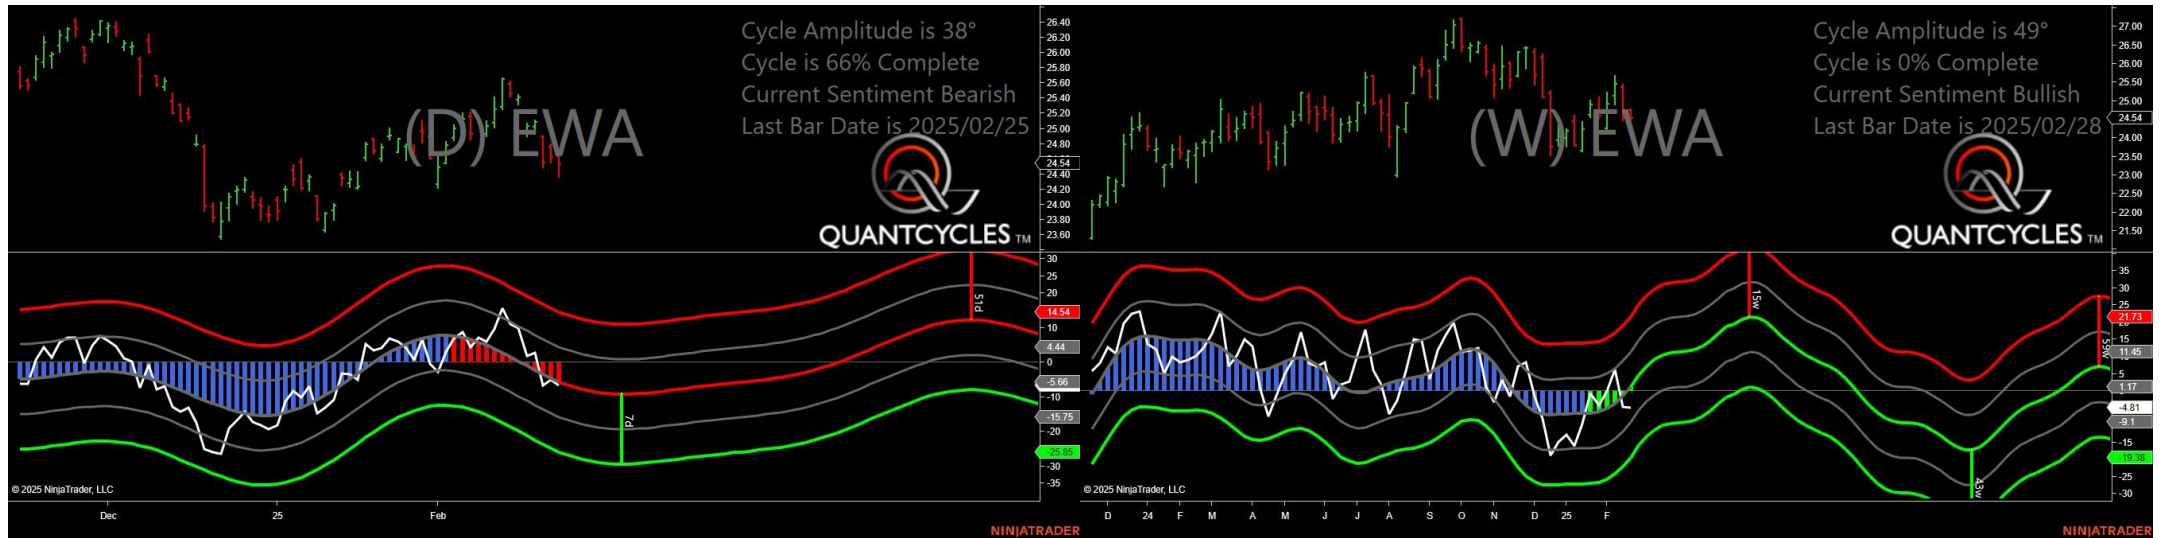 Cycle Amplitude is 38°
Cycle is 66% Complete
Current Sentiment Bearish
Last Bar Date is 2025/02/25
(D) EWA
QUANTCYCLES TM
26.40
26.20
26.00
25.80
25.60
25.40
25.20
25.00
24.80
24.54
24.40
24.20
24.00
23.80
23.60
30
25
20
14.54
10
4.44
0
-5.66
-10
-15.75
-20
-25.85
-30
-35
51d
7d
© 2025 NinjaTrader, LLC
Dec
25
Feb
NINJATRADER
Cycle Amplitude is 49°
Cycle is 0% Complete
Current Sentiment Bullish
Last Bar Date is 2025/02/28
(W) EWA
QUANTCYCLES TM
27.00
26.50
26.00
25.50
25.00
24.54
24.00
23.50
23.00
22.50
22.00
21.50
35
30
25
21.73
15
11.45
5
1.17
-4.81
-9.1
-15
-19.38
-25
-30
15w
59w
43w
© 2025 NinjaTrader, LLC
D
24
F
M
A
M
J
J
A
S
O
N
D
25
F
NINJATRADER